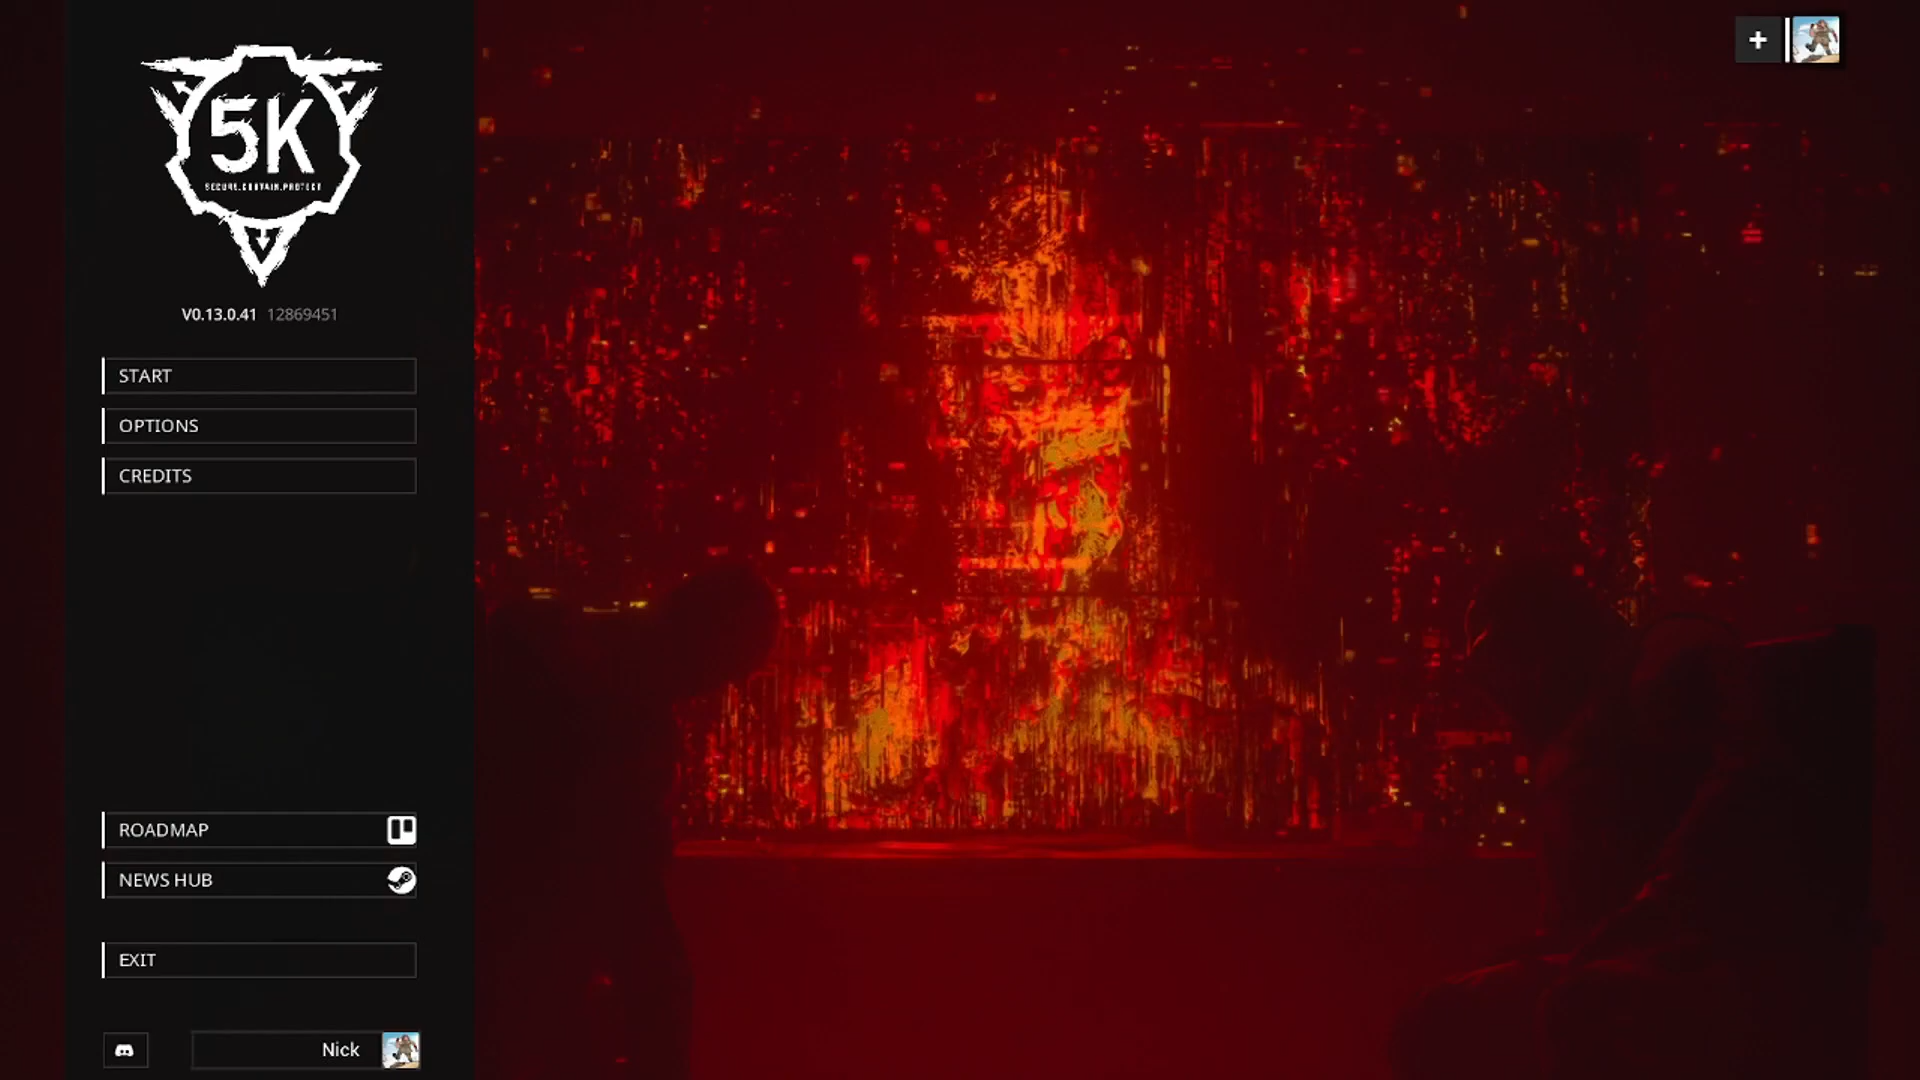 5K
SECURE.CONTAIN.PROTECT
V0.13.0.41 12869451
START
OPTIONS
CREDITS
ROADMAP
NEWS HUB
EXIT
Nick